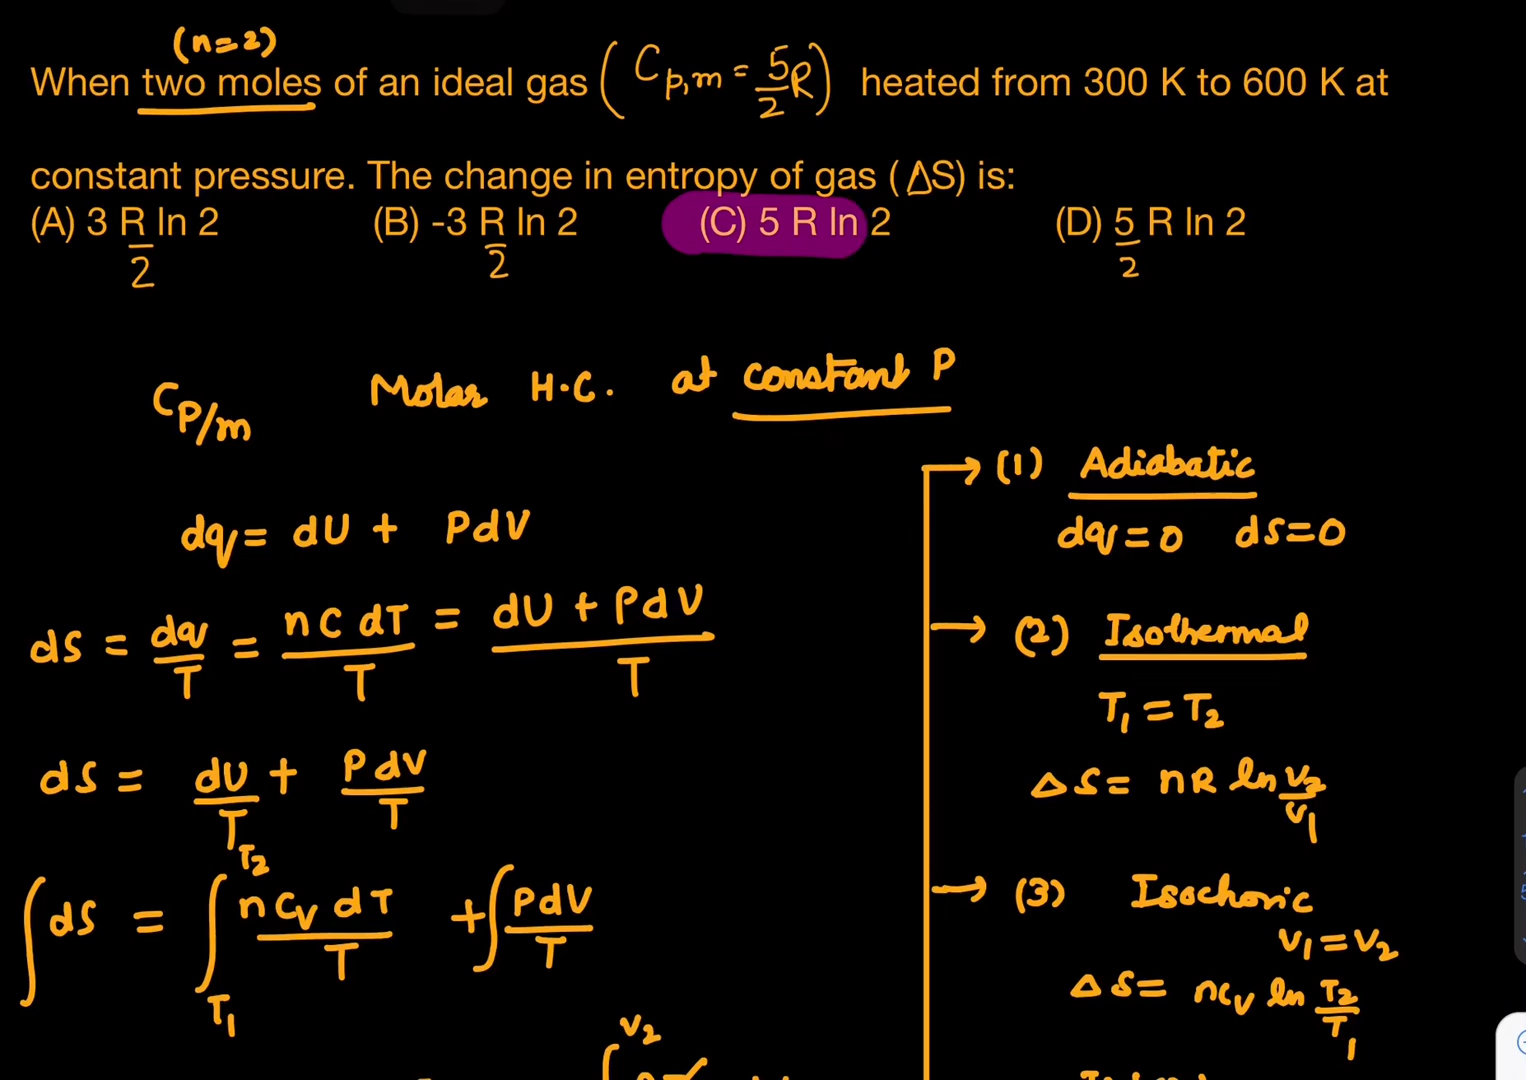 (n=2)
When two moles of an ideal gas (Cp,m = 5/2 R) heated from 300 K to 600 K at
constant pressure. The change in entropy of gas (ΔS) is:
(A) 3 R/2 ln 2 (B) -3 R/2 ln 2 (C) 5 R ln 2 (D) 5/2 R ln 2
CP/m Molar H.C. at constant P
dq = dU + PdV
dS = dq/T = nC dT/T = dU + PdV/T
dS = dU/T + PdV/T
∫dS = ∫T1 T2 nCv dT/T + ∫PdV/T
V2
→ (1) Adiabatic
dq = 0 dS = 0
→ (2) Isothermal
T1 = T2
ΔS = nR ln V2/V1
→ (3) Isochoric
V1 = V2
ΔS = nCv ln T2/T1